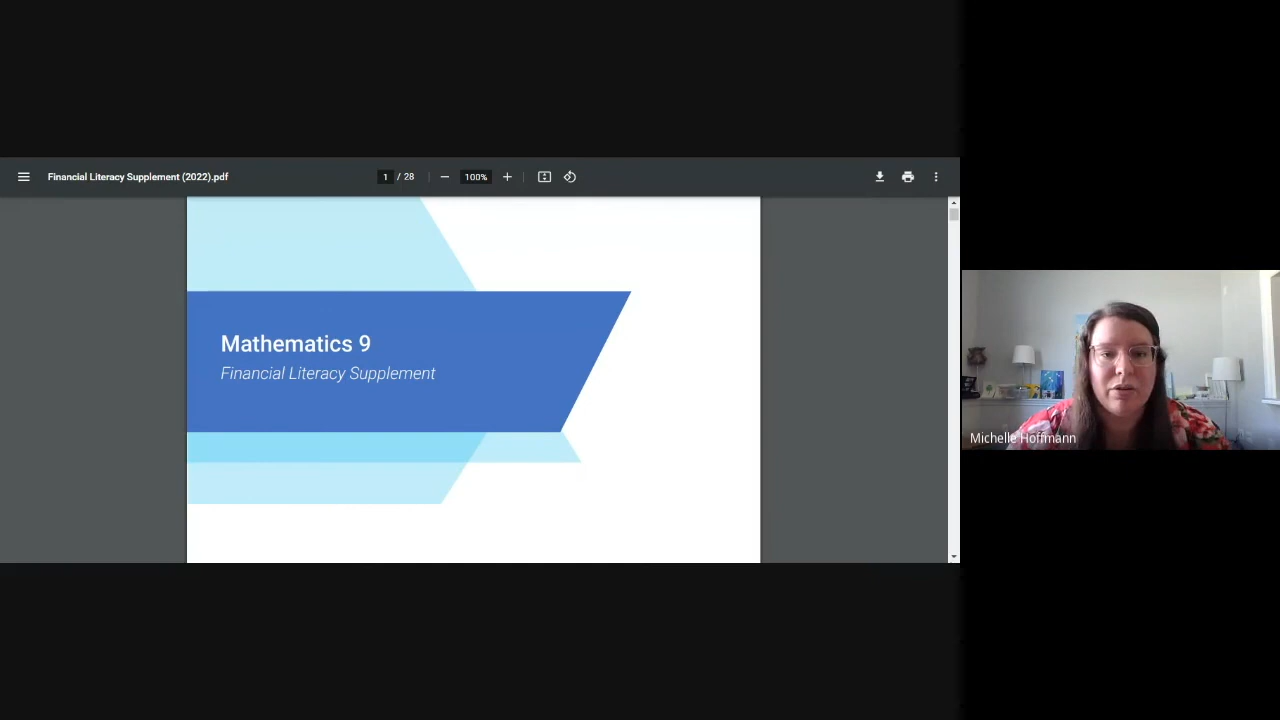 Financial Literacy Supplement (2022).pdf
1 / 28
100%
Mathematics 9
Financial Literacy Supplement
Michelle Hoffmann